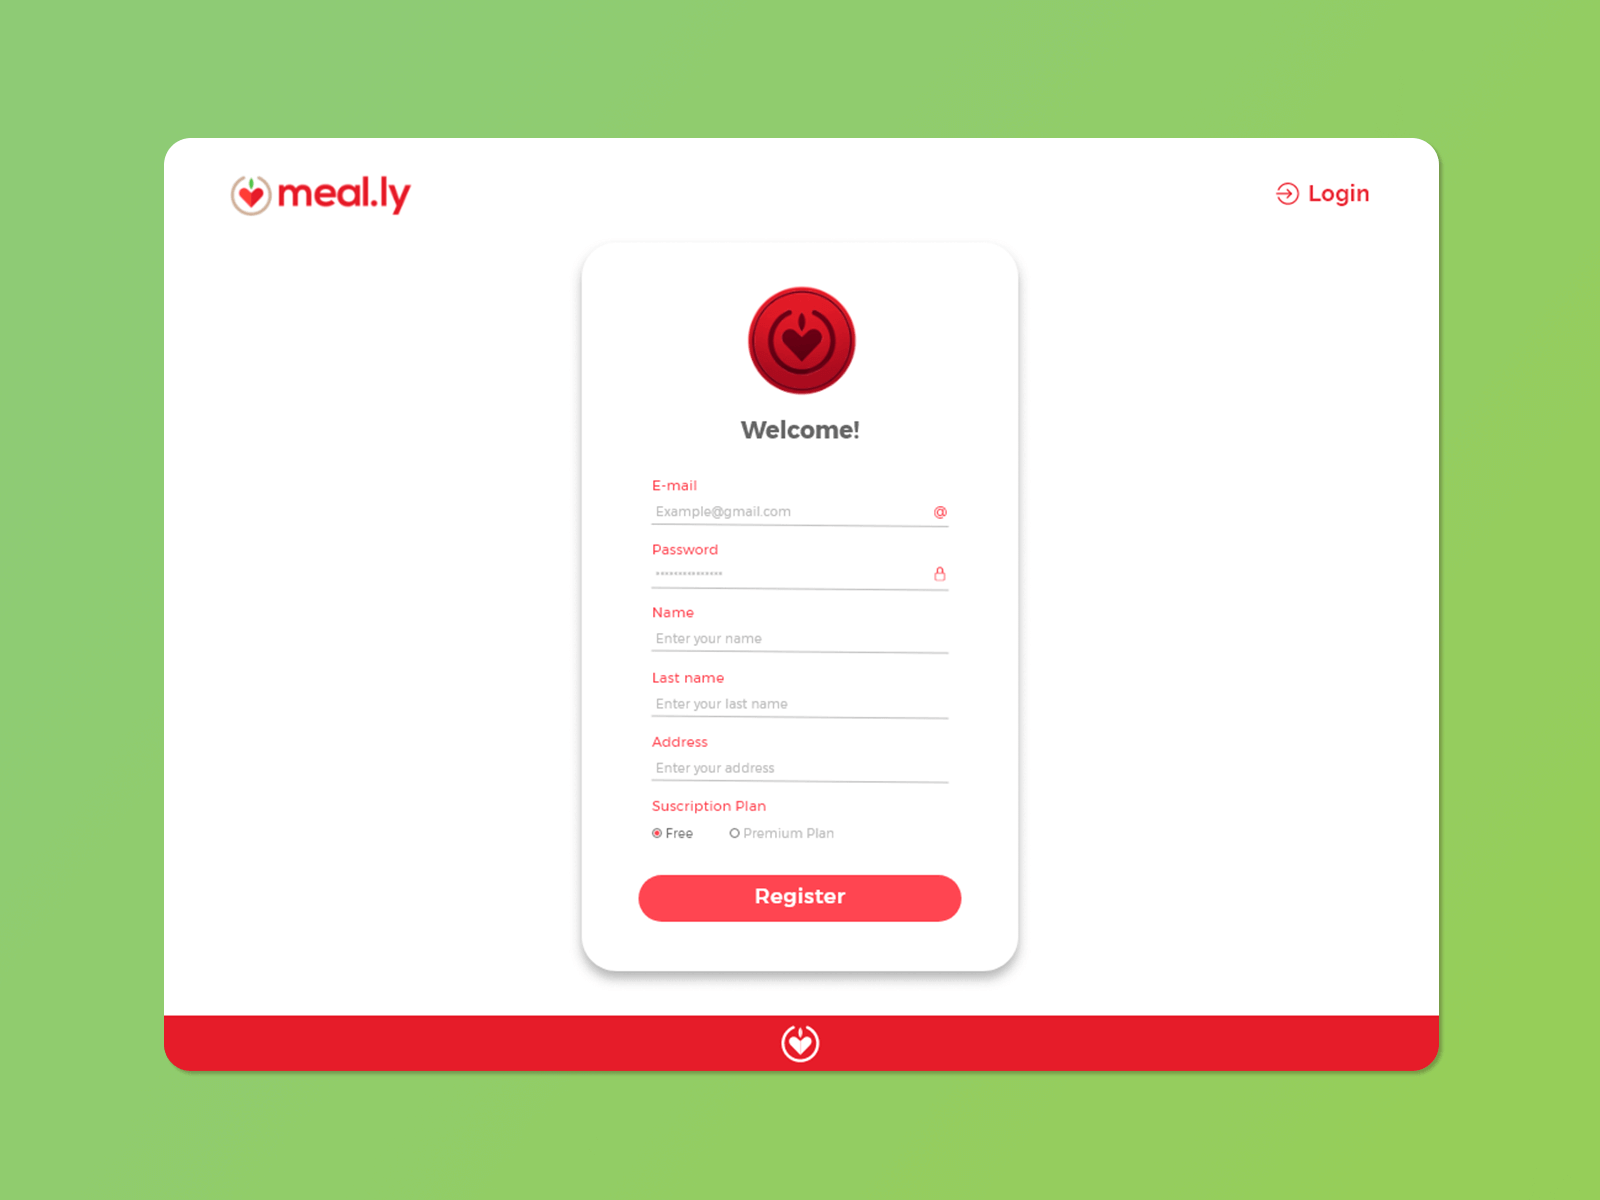 meal.ly
Login
Welcome!
E-mail
Example@gmail.com @
Password
***************
Name
Enter your name
Last name
Enter your last name
Address
Enter your address
Suscription Plan
Free Premium Plan
Register